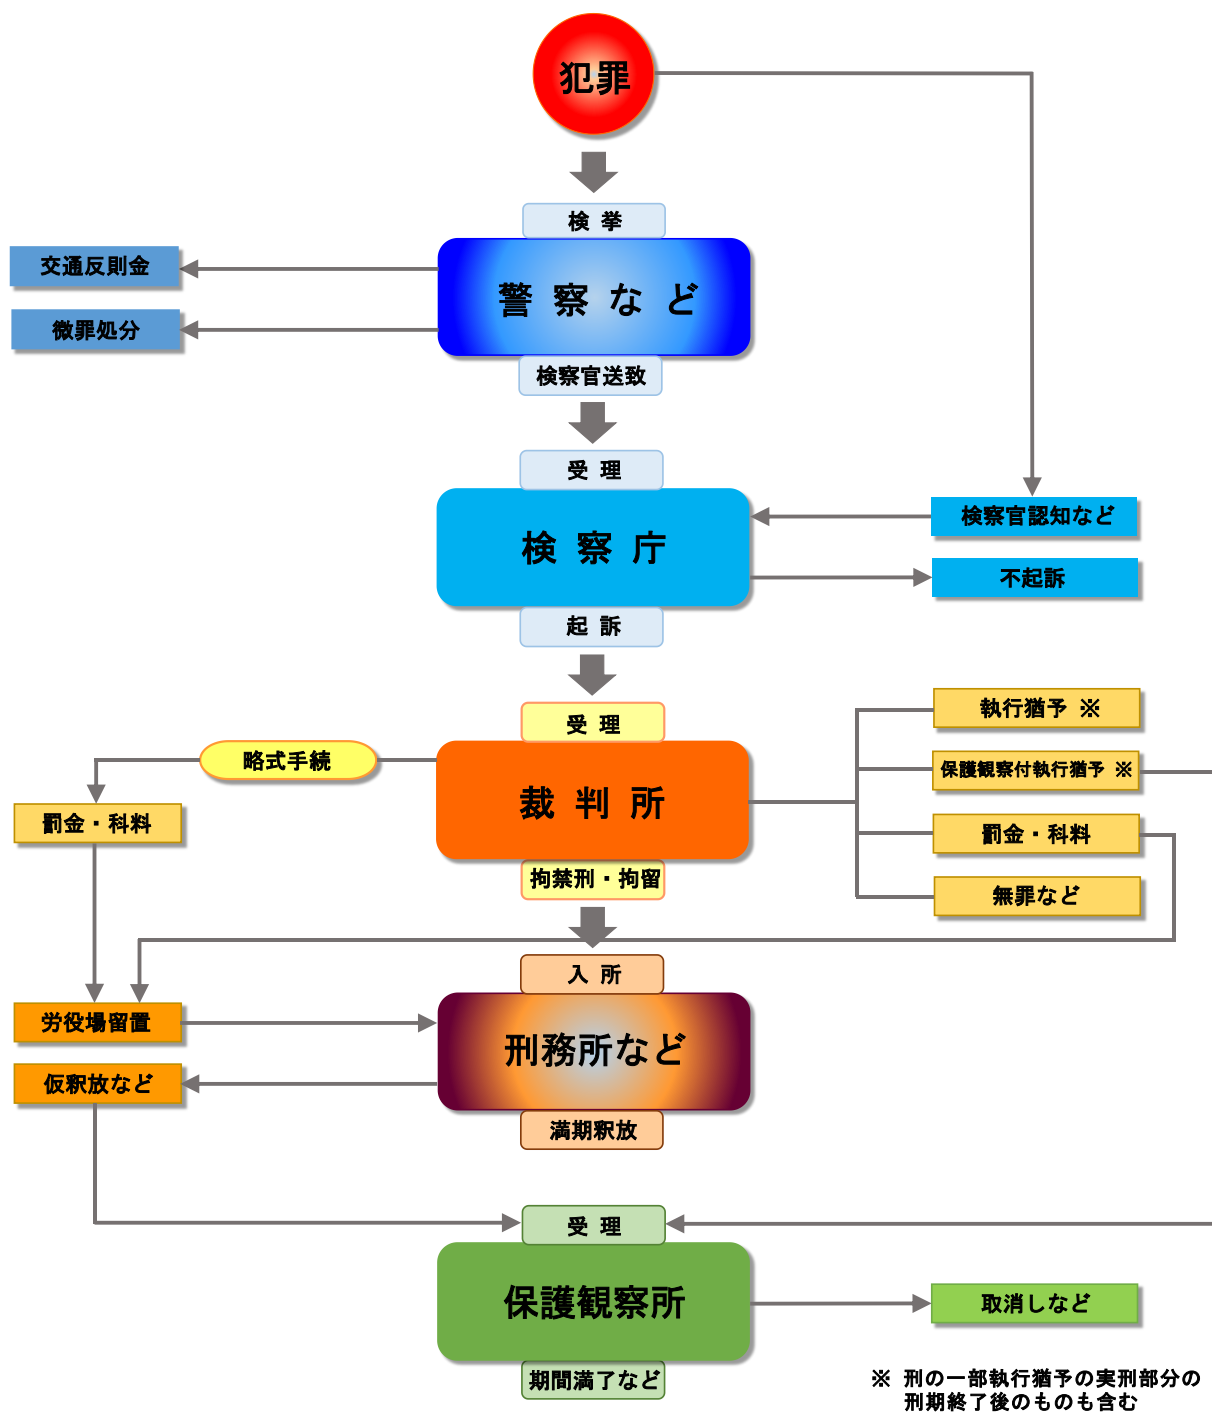 犯罪
検 挙
警 察 な ど
交通反則金
微罪処分
検察官送致
受 理
検 察 庁
検察官認知など
不起訴
起 訴
受 理
略式手続
裁 判 所
執行猶予 ※
保護観察付執行猶予 ※
罰金・科料
罰金・科料
無罪など
拘禁刑・拘留
入 所
労役場留置
刑務所など
仮釈放など
満期釈放
受 理
保護観察所
取消しなど
期間満了など
※ 刑の一部執行猶予の実刑部分の
刑期終了後のものも含む